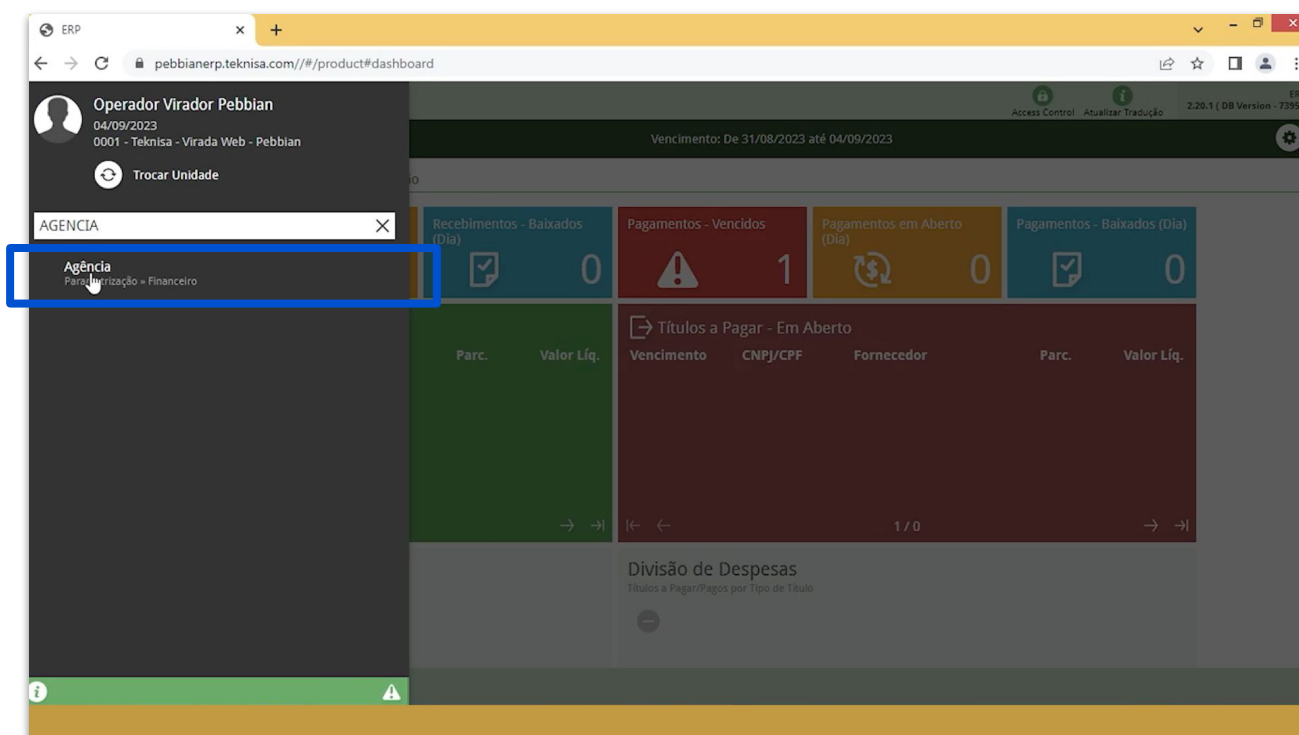 ERP
pebbianerp.teknisa.com//#/product#dashboard
Operador Virador Pebbian
04/09/2023
0001 - Teknisa - Virada Web - Pebbian
Trocar Unidade
AGENCIA
Agência
Parametrização » Financeiro
Access Control
Atualizar Tradução
2.20.1 ( DB Version - 7395
Vencimento: De 31/08/2023 até 04/09/2023
Recebimentos - Baixados (Dia)
0
Pagamentos - Vencidos
1
Pagamentos em Aberto (Dia)
0
Pagamentos - Baixados (Dia)
0
Parc. Valor Líq.
Títulos a Pagar - Em Aberto
Vencimento CNPJ/CPF Fornecedor Parc. Valor Líq.
1 / 0
Divisão de Despesas
Títulos a Pagar/Pagos por Tipo de Título